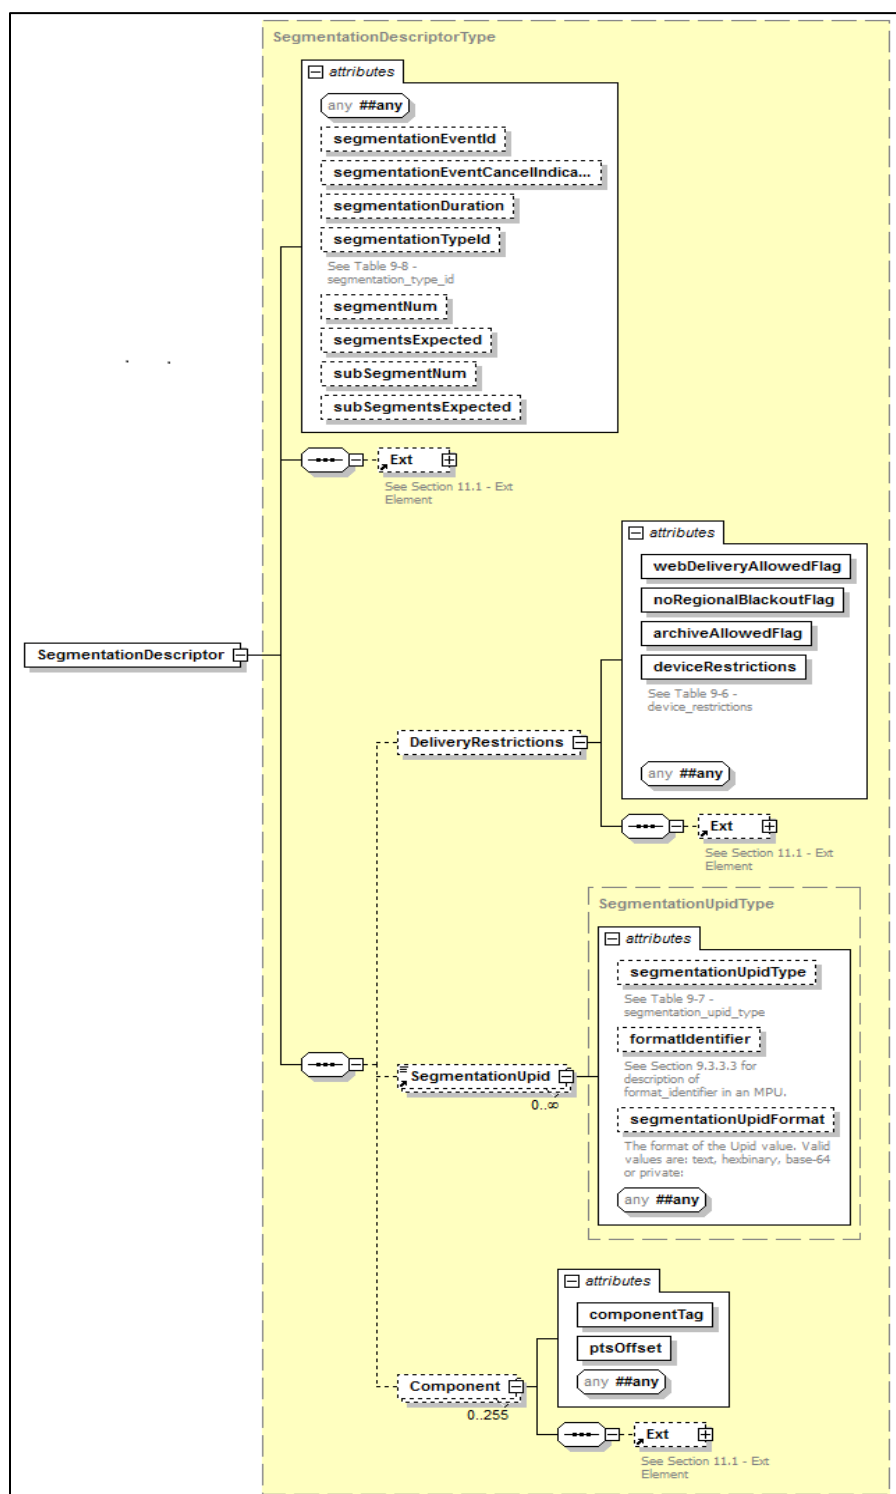 SegmentationDescriptorType
attributes
any ##any
segmentationEventId
segmentationEventCancelIndica...
segmentationDuration
segmentationTypeId
See Table 9-8 -
segmentation_type_id
segmentNum
segmentsExpected
subSegmentNum
subSegmentsExpected
Ext
See Section 11.1 - Ext
Element
attributes
webDeliveryAllowedFlag
noRegionalBlackoutFlag
archiveAllowedFlag
SegmentationDescriptor
deviceRestrictions
See Table 9-6 -
device_restrictions
DeliveryRestrictions
any ##any
Ext
See Section 11.1 - Ext
Element
SegmentationUpidType
attributes
segmentationUpidType
See Table 9-7 -
segmentation_upid_type
formatIdentifier
See Section 9.3.3.3 for
description of
format_identifier in an MPU.
SegmentationUpid
0..∞
segmentationUpidFormat
The format of the Upid value. Valid
values are: text, hexbinary, base-64
or private:
any ##any
attributes
componentTag
ptsOffset
any ##any
Component
0..255
Ext
See Section 11.1 - Ext
Element